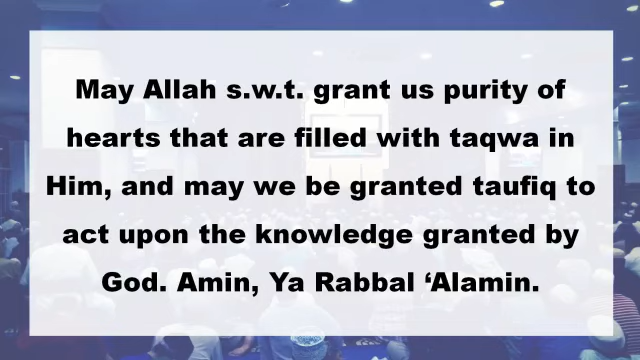 May Allah s.w.t. grant us purity of
hearts that are filled with taqwa in
Him, and may we be granted taufiq to
act upon the knowledge granted by
God. Amin, Ya Rabbal ‘Alamin.